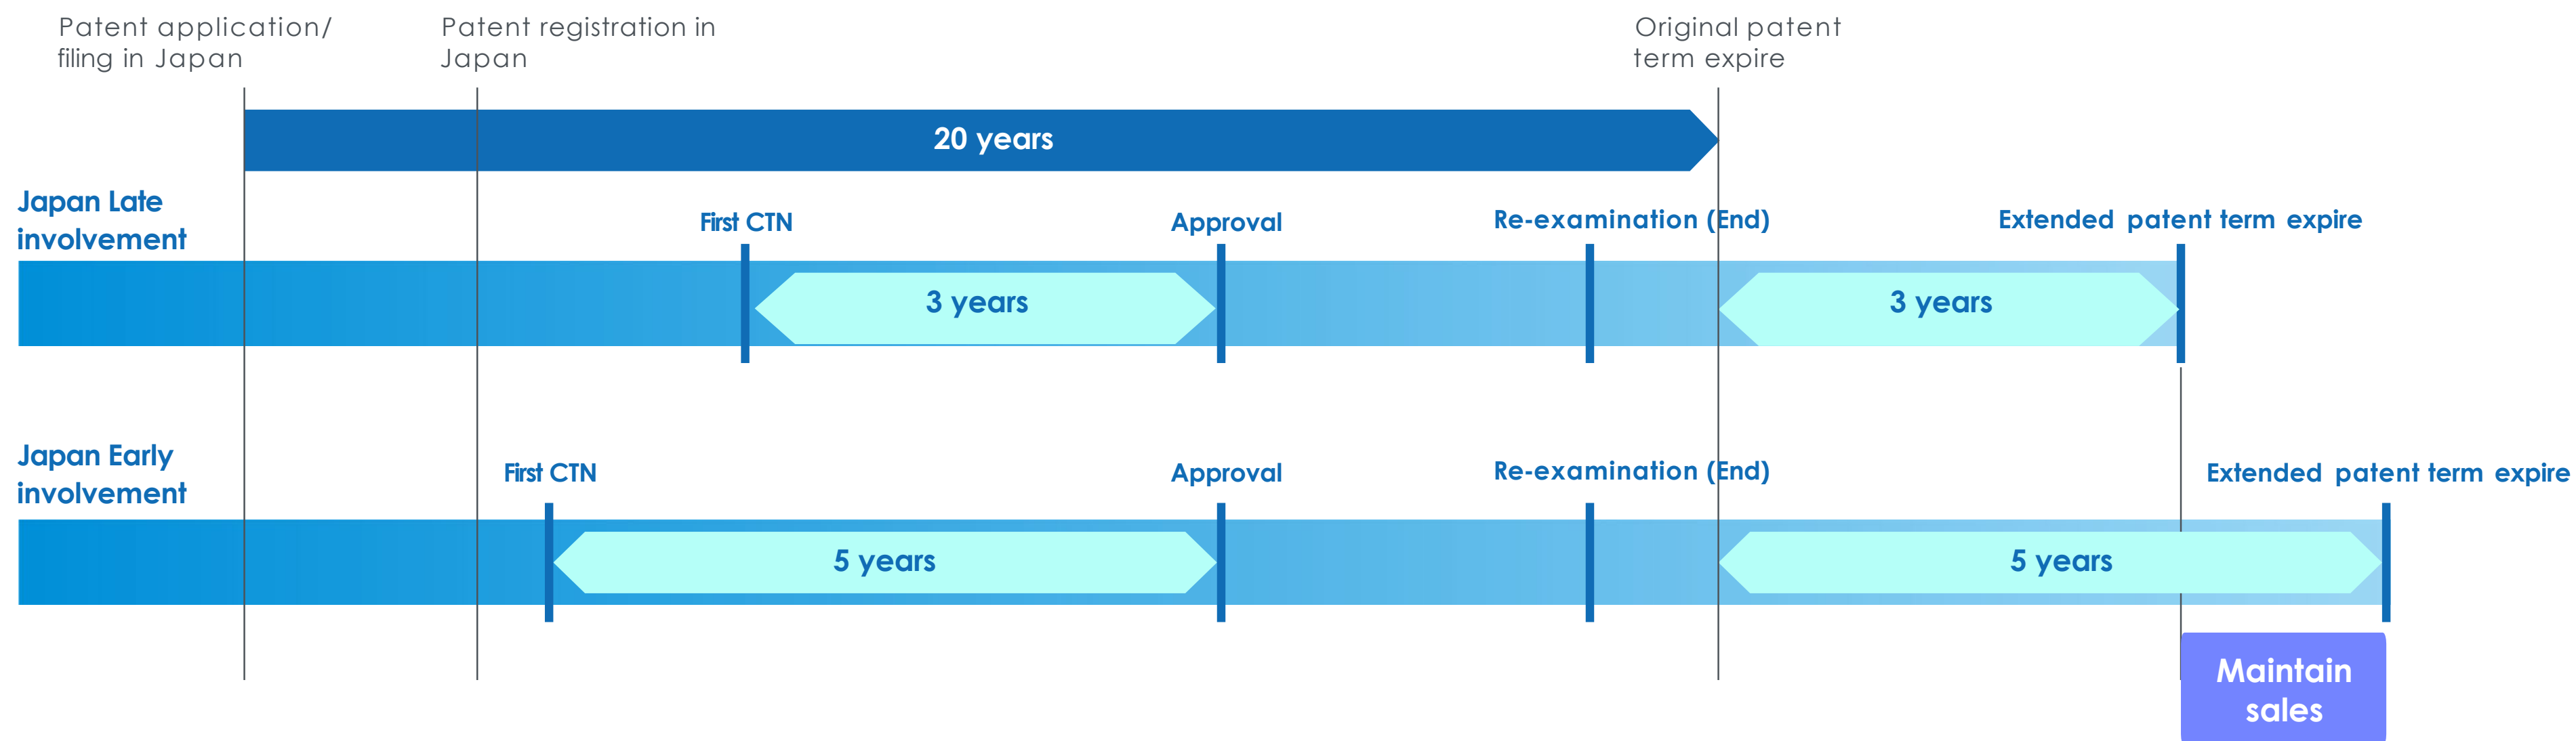 Patent application/
filing in Japan
Patent registration in
Japan
Original patent
term expire
20 years
Japan Late
involvement
First CTN
Approval
Re-examination (End)
Extended patent term expire
3 years
3 years
Japan Early
involvement
First CTN
Approval
Re-examination (End)
Extended patent term expire
5 years
5 years
Maintain
sales